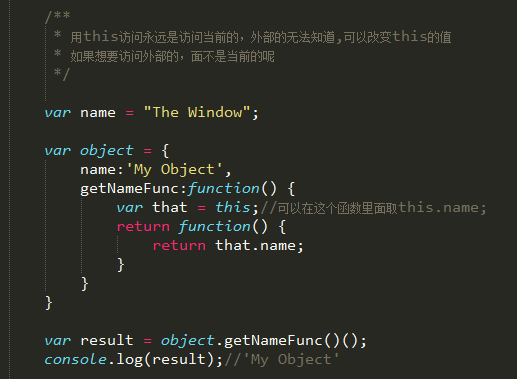 /**
 * 用this访问永远是访问当前的，外部的无法知道,可以改变this的值
 * 如果想要访问外部的，面不是当前的呢
 */
var name = "The Window";
var object = {
    name:'My Object',
    getNameFunc:function() {
        var that = this;//可以在这个函数里面取this.name;
        return function() {
            return that.name;
        }
    }
}
var result = object.getNameFunc()();
console.log(result);//'My Object'